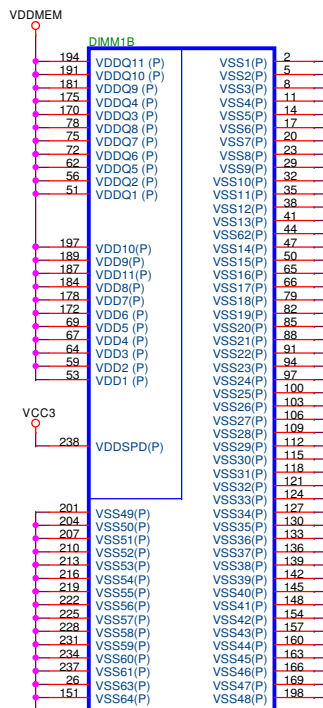 VDDMEM
DIMM1B
194 VDDQ11 (P)
191 VDDQ10 (P)
181 VDDQ9 (P)
175 VDDQ4 (P)
170 VDDQ3 (P)
78 VDDQ8 (P)
75 VDDQ7 (P)
72 VDDQ6 (P)
62 VDDQ5 (P)
56 VDDQ2 (P)
51 VDDQ1 (P)
197 VDD10(P)
189 VDD9(P)
187 VDD11(P)
184 VDD8(P)
178 VDD7(P)
172 VDD6 (P)
69 VDD5 (P)
67 VDD4 (P)
64 VDD3 (P)
59 VDD2 (P)
53 VDD1 (P)
VCC3
238 VDDSPD(P)
201 VSS49(P)
204 VSS50(P)
207 VSS51(P)
210 VSS52(P)
213 VSS53(P)
216 VSS54(P)
219 VSS55(P)
222 VSS56(P)
225 VSS57(P)
228 VSS58(P)
231 VSS59(P)
234 VSS60(P)
237 VSS61(P)
26 VSS63(P)
151 VSS64(P)
VSS1(P) 2
VSS2(P) 5
VSS3(P) 8
VSS4(P) 11
VSS5(P) 14
VSS6(P) 17
VSS7(P) 20
VSS8(P) 23
VSS9(P) 29
VSS10(P) 32
VSS11(P) 35
VSS12(P) 38
VSS13(P) 41
VSS62(P) 44
VSS14(P) 47
VSS15(P) 50
VSS16(P) 65
VSS17(P) 66
VSS18(P) 79
VSS19(P) 82
VSS20(P) 85
VSS21(P) 88
VSS22(P) 91
VSS23(P) 94
VSS24(P) 97
VSS25(P) 100
VSS26(P) 103
VSS27(P) 106
VSS28(P) 109
VSS29(P) 112
VSS30(P) 115
VSS31(P) 118
VSS32(P) 121
VSS33(P) 124
VSS34(P) 127
VSS35(P) 130
VSS36(P) 133
VSS37(P) 136
VSS38(P) 139
VSS39(P) 142
VSS40(P) 145
VSS41(P) 148
VSS42(P) 154
VSS43(P) 157
VSS44(P) 160
VSS45(P) 163
VSS46(P) 166
VSS47(P) 169
VSS48(P) 198